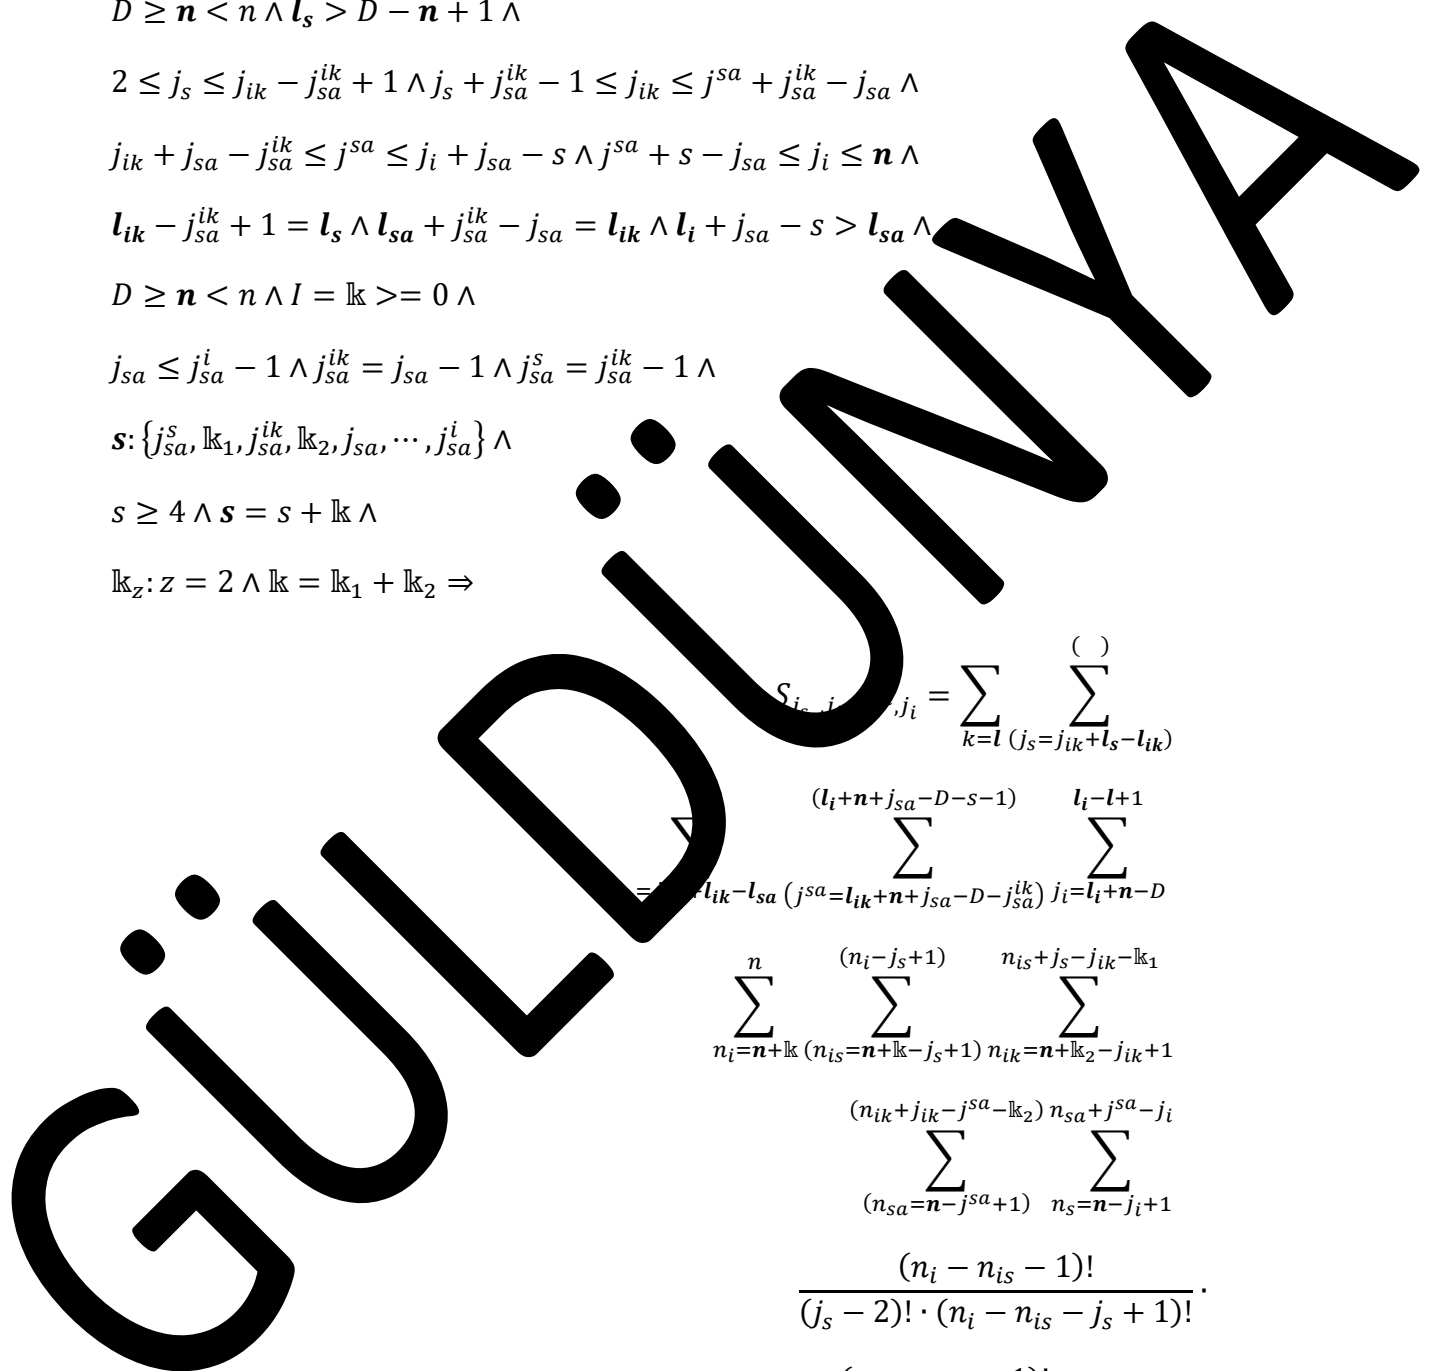 D ≥ n < n ∧ l_s > D − n + 1 ∧
2 ≤ j_s ≤ j_{ik} − j_{sa}^{ik} + 1 ∧ j_s + j_{sa}^{ik} − 1 ≤ j_{ik} ≤ j^{sa} + j_{sa}^{ik} − j_{sa} ∧
j_{ik} + j_{sa} − j_{sa}^{ik} ≤ j^{sa} ≤ j_i + j_{sa} − s ∧ j^{sa} + s − j_{sa} ≤ j_i ≤ n ∧
l_{ik} − j_{sa}^{ik} + 1 = l_s ∧ l_{sa} + j_{sa}^{ik} − j_{sa} = l_{ik} ∧ l_i + j_{sa} − s > l_{sa} ∧
D ≥ n < n ∧ I = 𝕜 >= 0 ∧
j_{sa} ≤ j_{sa}^i − 1 ∧ j_{sa}^{ik} = j_{sa} − 1 ∧ j_{sa}^s = j_{sa}^{ik} − 1 ∧
s: {j_{sa}^s, 𝕜_1, j_{sa}^{ik}, 𝕜_2, j_{sa}, ⋯, j_{sa}^i} ∧
s ≥ 4 ∧ s = s + 𝕜 ∧
𝕜_z: z = 2 ∧ 𝕜 = 𝕜_1 + 𝕜_2 ⇒
( )
,j_i = ∑ ∑
k=l (j_s=j_{ik}+l_s−l_{ik})
(l_i+n+j_{sa}−D−s−1) l_i−l+1
∑ ∑
l_{ik}−l_{sa} (j^{sa}=l_{ik}+n+j_{sa}−D−j_{sa}^{ik}) j_i=l_i+n−D
n (n_i−j_s+1) n_{is}+j_s−j_{ik}−𝕜_1
∑ ∑ ∑
n_i=n+𝕜 (n_{is}=n+𝕜−j_s+1) n_{ik}=n+𝕜_2−j_{ik}+1
(n_{ik}+j_{ik}−j^{sa}−𝕜_2) n_{sa}+j^{sa}−j_i
∑ ∑
(n_{sa}=n−j^{sa}+1) n_s=n−j_i+1
(n_i − n_{is} − 1)!
(j_s − 2)! · (n_i − n_{is} − j_s + 1)! ·
GÜLDÜNYA